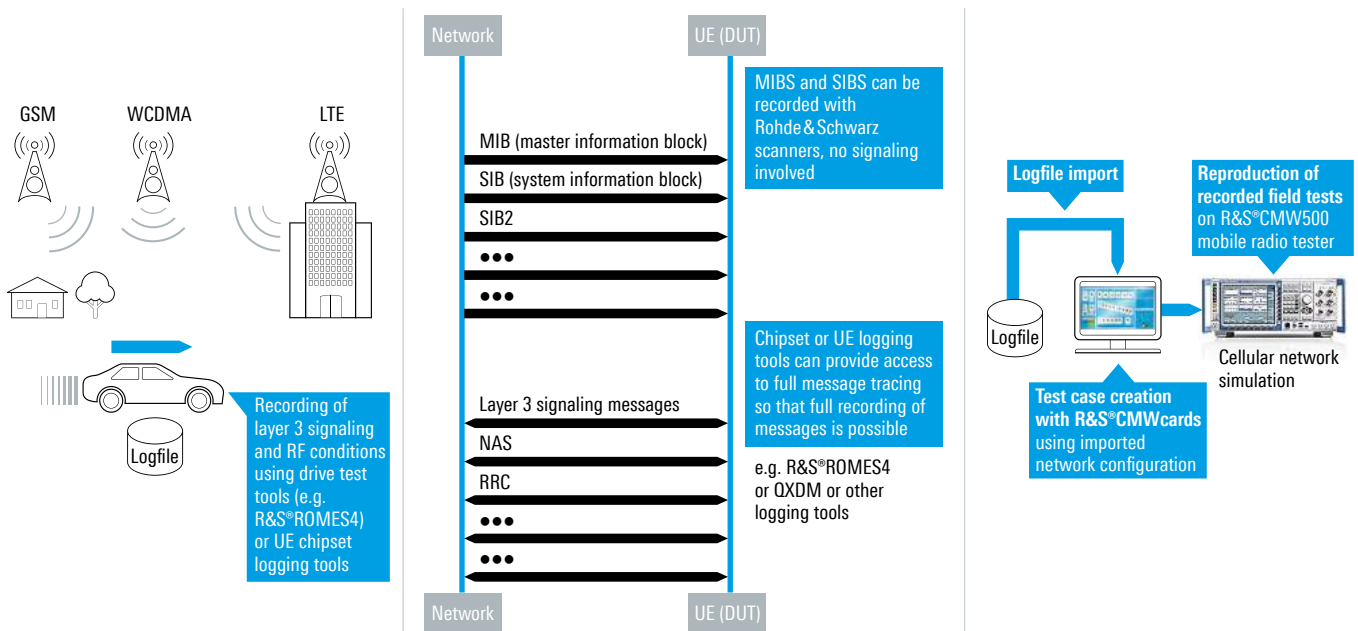 GSM
WCDMA
LTE
Logfile
Recording of
layer 3 signaling
and RF conditions
using drive test
tools (e.g.
R&S®ROMES4)
or UE chipset
logging tools
Network
UE (DUT)
MIB (master information block)
SIB (system information block)
SIB2
●●●
●●●
Layer 3 signaling messages
NAS
RRC
●●●
●●●
Network
UE (DUT)
MIBS and SIBS can be
recorded with
Rohde&Schwarz
scanners, no signaling
involved
Chipset or UE logging
tools can provide access
to full message tracing
so that full recording of
messages is possible
e.g. R&S®ROMES4
or QXDM or other
logging tools
Logfile import
Logfile
Test case creation
with R&S®CMWcards
using imported
network configuration
Reproduction of
recorded field tests
on R&S®CMW500
mobile radio tester
Cellular network
simulation